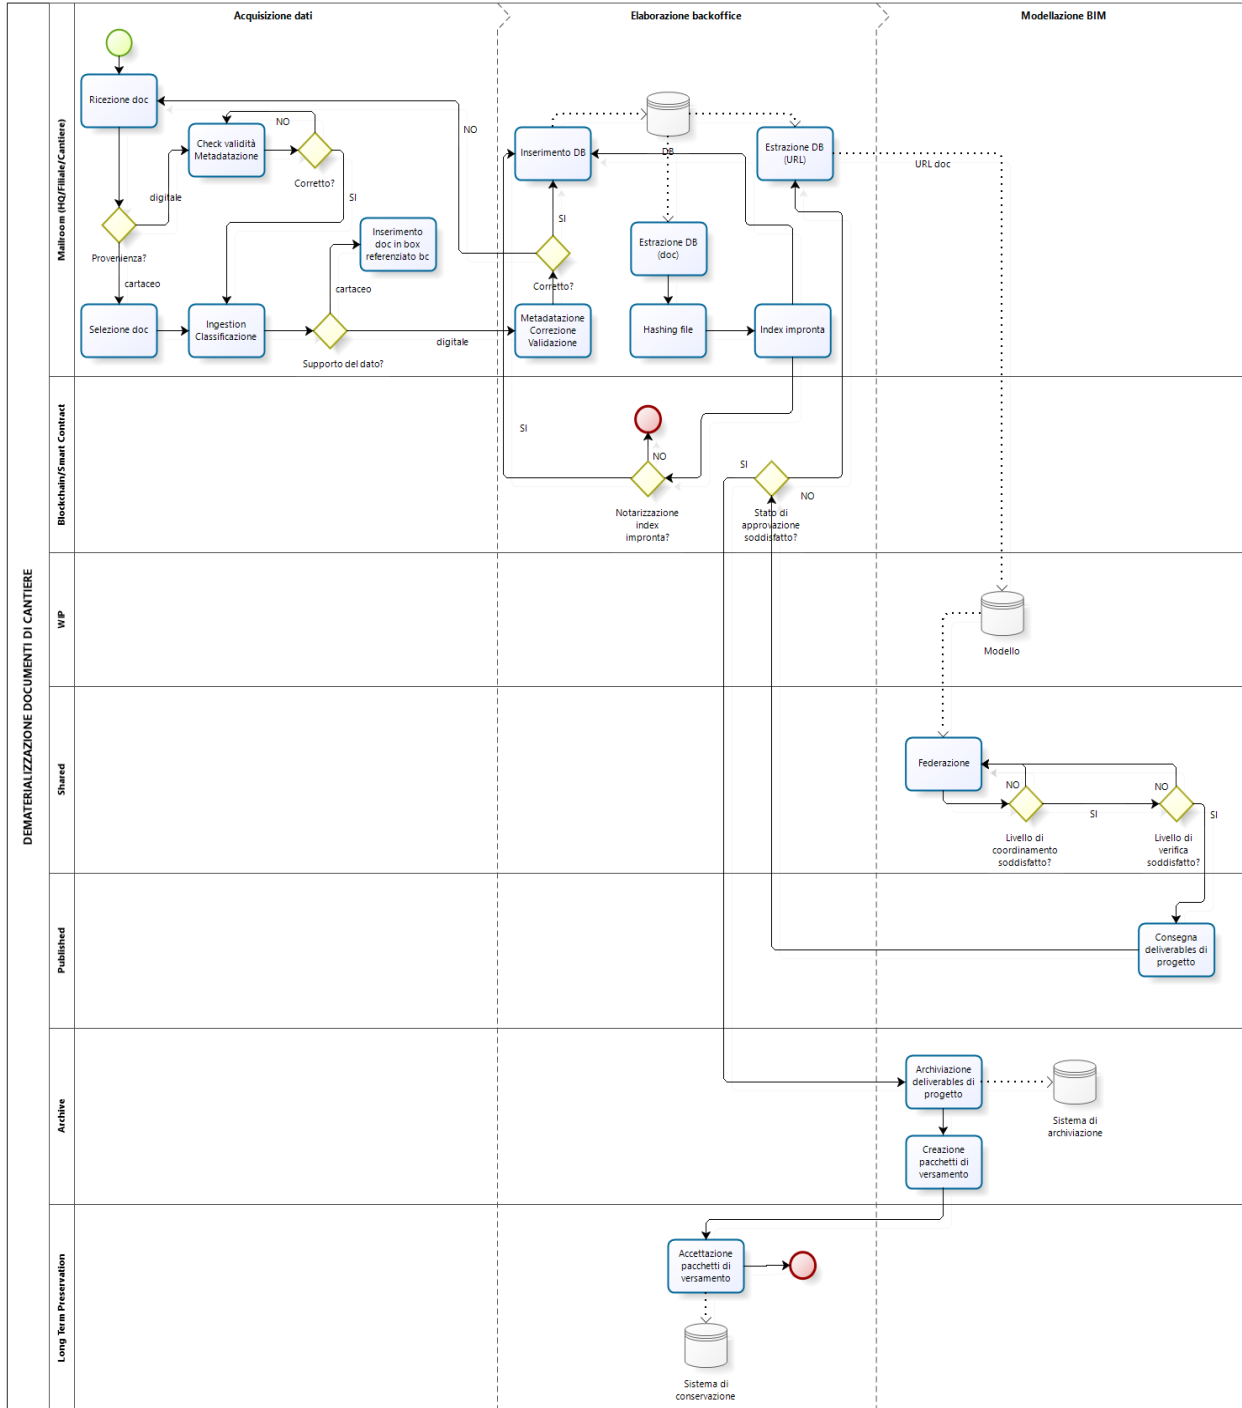 Acquisizione dati
Elaborazione backoffice
Modellazione BIM
DEMATERIALIZZAZIONE DOCUMENTI DI CANTIERE
Mailroom (HQ/Filiale/Cantiere)
Ricezione doc
NO
Check validità
Metadatazione
Corretto?
digitale
SI
Provenienza?
cartaceo
Inserimento
doc in box
referenziato bc
cartaceo
Selezione doc
Ingestion
Classificazione
Supporto del dato?
digitale
NO
Inserimento DB
DB
Estrazione DB
(URL)
URL doc
SI
Corretto?
Estrazione DB
(doc)
Metadatazione
Correzione
Validazione
Hashing file
Index impronta
Blockchain/Smart Contract
SI
NO
Notarizzazione
index
impronta?
SI
NO
Stato di
approvazione
soddisfatto?
WIP
Modello
Shared
Federazione
NO
SI
Livello di
coordinamento
soddisfatto?
NO
SI
Livello di
verifica
soddisfatto?
Published
Consegna
deliverables di
progetto
Archive
Archiviazione
deliverables di
progetto
Sistema di
archiviazione
Creazione
pacchetti di
versamento
Long Term Preservation
Accettazione
pacchetti di
versamento
Sistema di
conservazione